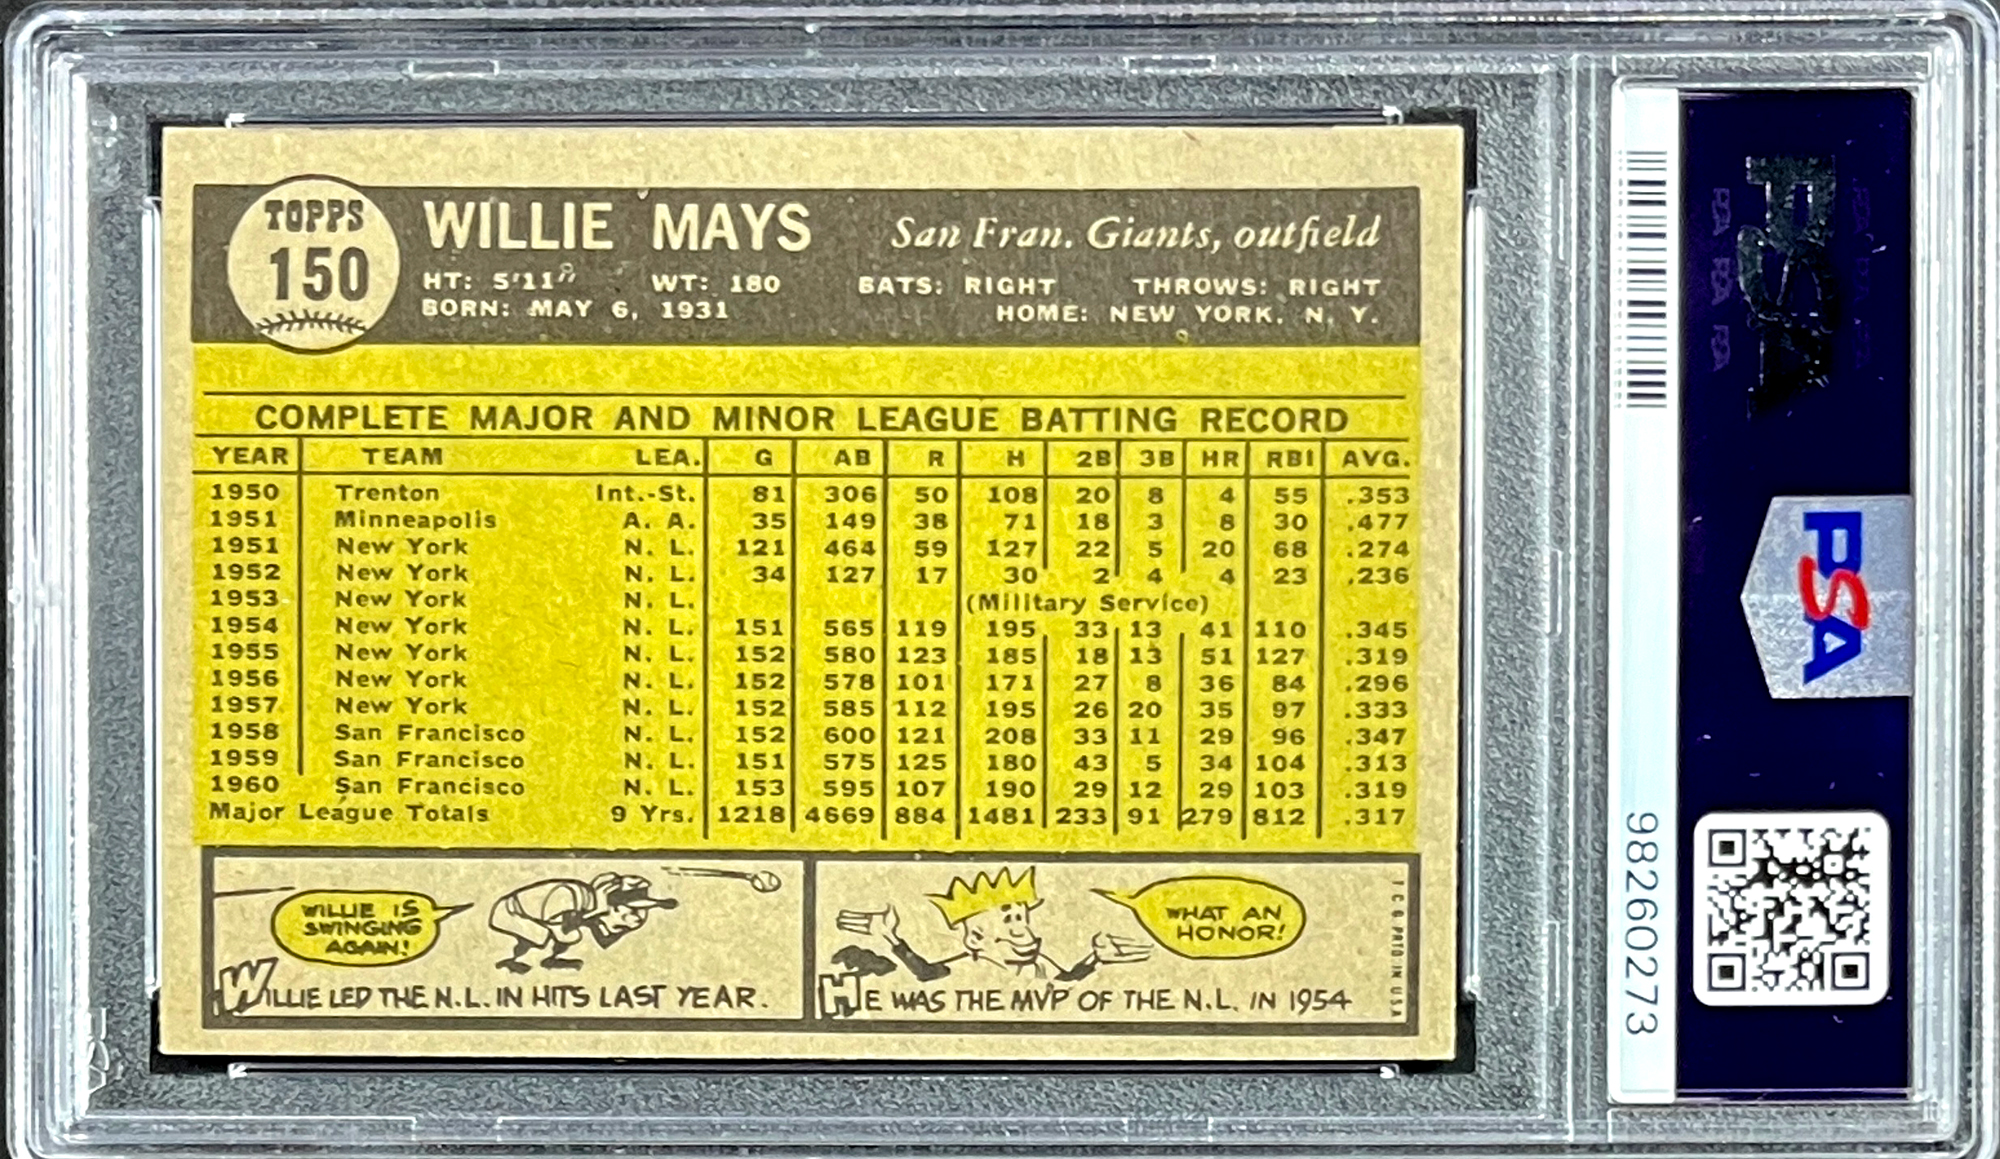 TOPPS
150
WILLIE MAYS
San Fran. Giants, outfield
HT: 5'11" WT: 180 BATS: RIGHT THROWS: RIGHT
BORN: MAY 6, 1931 HOME: NEW YORK, N. Y.
COMPLETE MAJOR AND MINOR LEAGUE BATTING RECORD
YEAR TEAM LEA. G AB R H 2B 3B HR RBI AVG.
1950 Trenton Int.-St. 81 306 50 108 20 8 4 55 .353
1951 Minneapolis A. A. 35 149 38 71 18 3 8 30 .477
1951 New York N. L. 121 464 59 127 22 5 20 68 .274
1952 New York N. L. 34 127 17 30 2 4 4 23 .236
1953 New York N. L. (Military Service)
1954 New York N. L. 151 565 119 195 33 13 41 110 .345
1955 New York N. L. 152 580 123 185 18 13 51 127 .319
1956 New York N. L. 152 578 101 171 27 8 36 84 .296
1957 New York N. L. 152 585 112 195 26 20 35 97 .333
1958 San Francisco N. L. 152 600 121 208 33 11 29 96 .347
1959 San Francisco N. L. 151 575 125 180 43 5 34 104 .313
1960 San Francisco N. L. 153 595 107 190 29 12 29 103 .319
Major League Totals 9 Yrs. 1218 4669 884 1481 233 91 279 812 .317
WILLIE IS
SWINGING
AGAIN!
WILLIE LED THE N.L. IN HITS LAST YEAR.
WHAT AN
HONOR!
HE WAS THE MVP OF THE N.L. IN 1954
T C G PRTD IN U S A
98260273
PSA
PSA
PSA PSA PSA